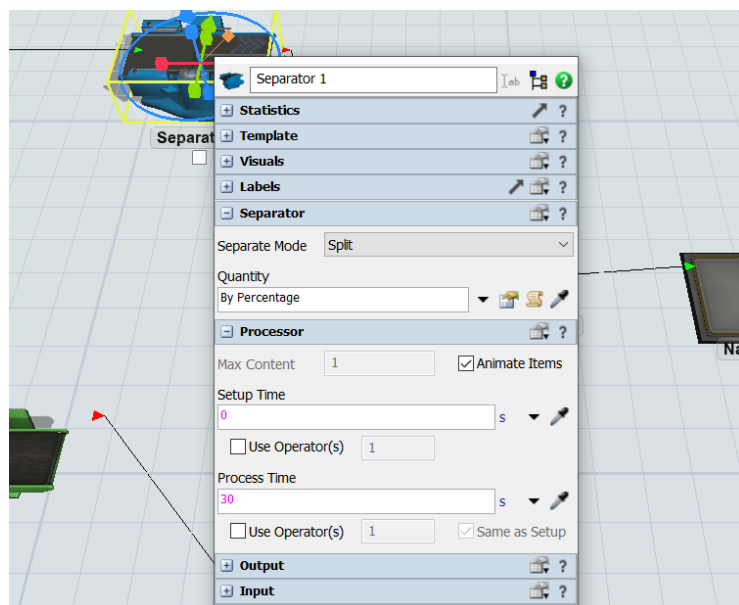 Separator 1
ab
Statistics
?
Template
?
Separat
Visuals
?
Labels
?
Separator
?
Separate Mode Split
Quantity
By Percentage
Processor
?
Na
Max Content 1 Animate Items
Setup Time
0 s
Use Operator(s) 1
Process Time
30 s
Use Operator(s) 1 Same as Setup
Output
?
Input
?